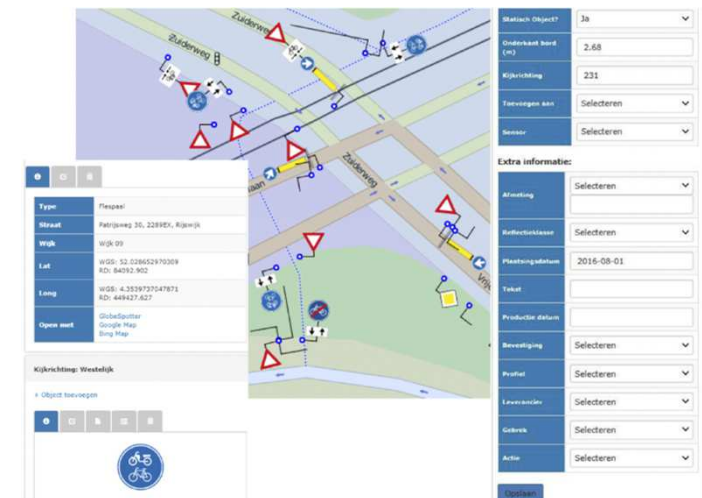 Zuiderweg
Zuiderweg
Zuiderweg
aan
Vrij
Type Flespaal
Straat Patrijsweg 30, 2289EX, Rijswijk
Wijk Wijk 09
Lat WGS: 52.028652970309
RD: 84092.902
Long WGS: 4.3539737047871
RD: 449427.627
Open met GlobeSpotter
Google Map
Bing Map
Kijkrichting: Westelijk
+ Object toevoegen
Statisch Object? Ja
Onderkant bord (m) 2.68
Kijkrichting 231
Toevoegen aan Selecteren
Sensor Selecteren
Extra informatie:
Afmeting Selecteren
Reflectieklasse Selecteren
Plaatsingsdatum 2016-08-01
Tekst
Productie datum
Bevestiging Selecteren
Profiel Selecteren
Leverancier Selecteren
Gebrek Selecteren
Actie Selecteren
Opslaan